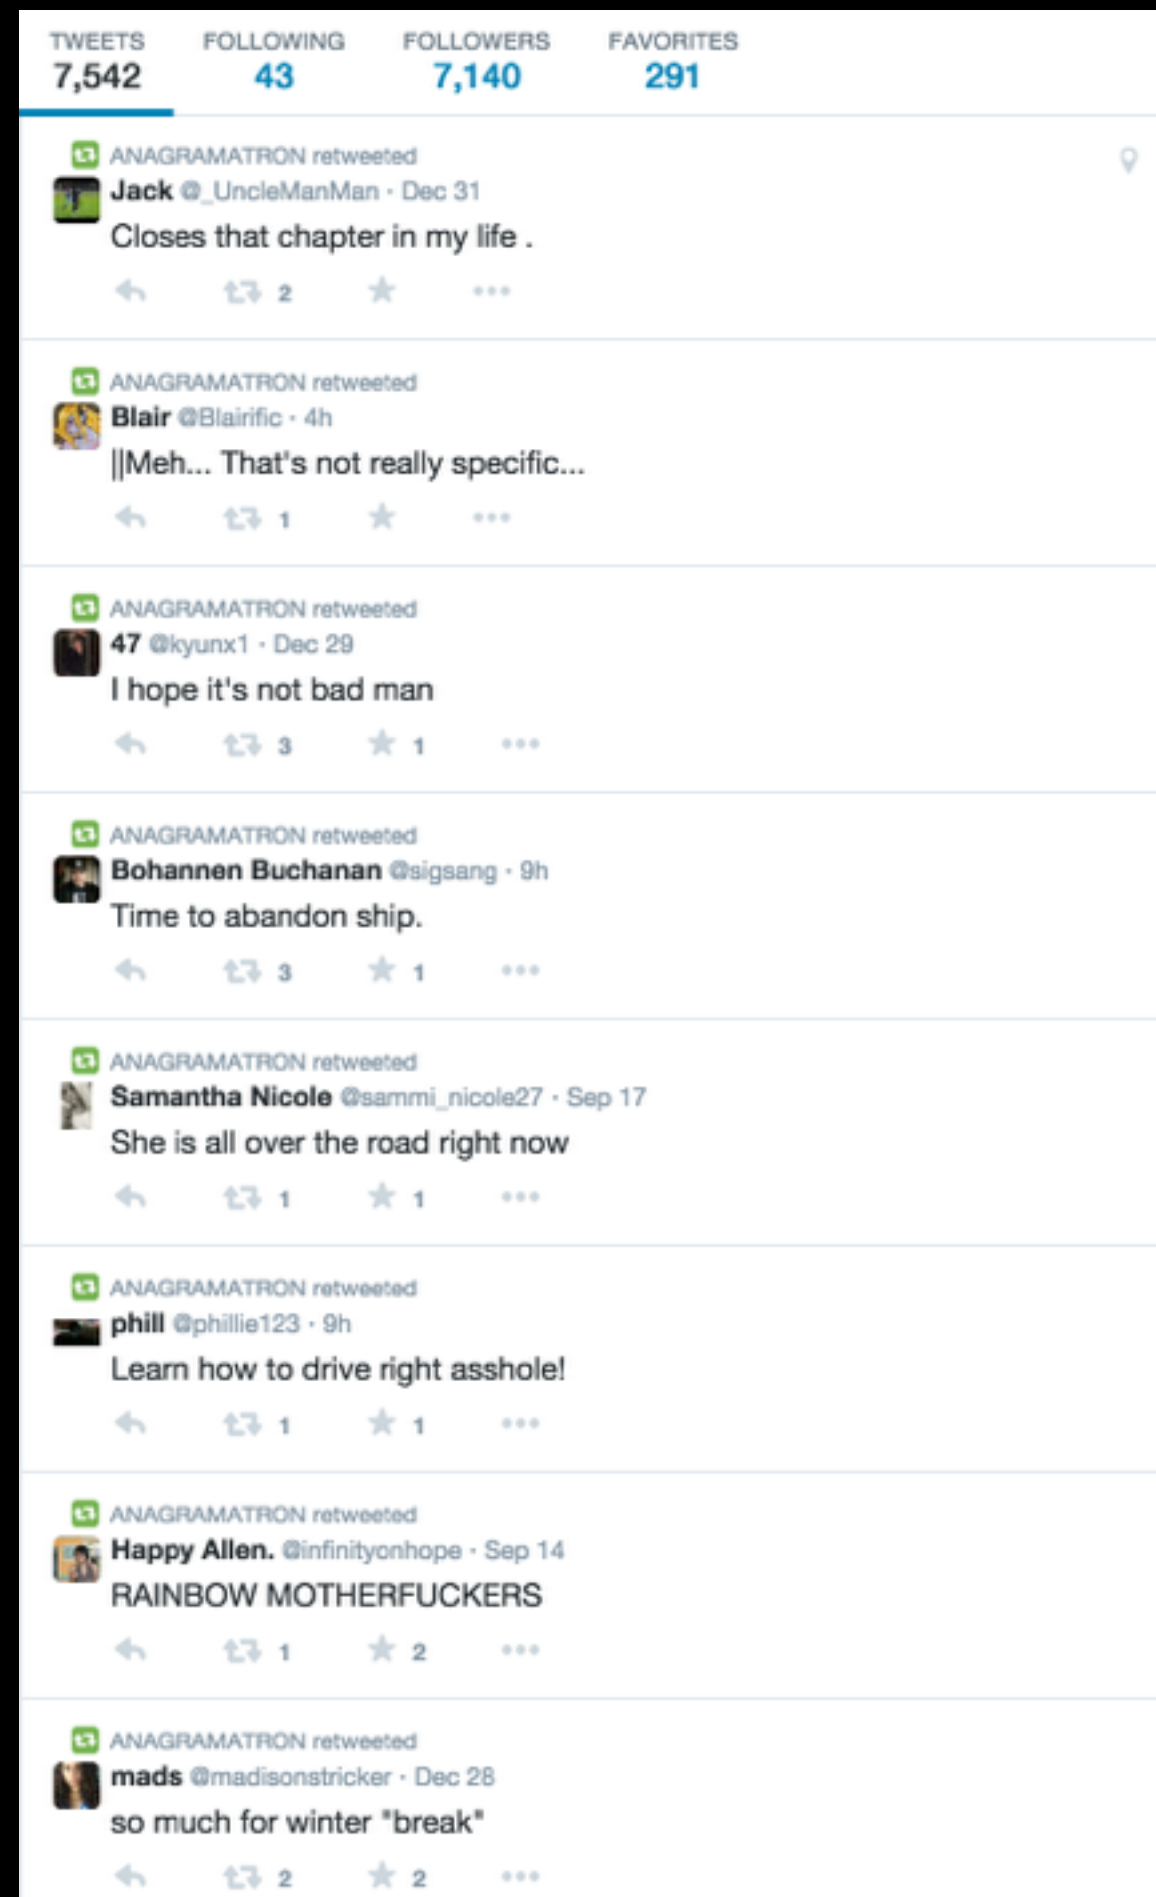 TWEETS FOLLOWING FOLLOWERS FAVORITES
7,542 43 7,140 291
ANAGRAMATRON retweeted
Jack @_UncleManMan · Dec 31
Closes that chapter in my life .
2
ANAGRAMATRON retweeted
Blair @Blairific · 4h
||Meh... That's not really specific...
1
ANAGRAMATRON retweeted
47 @kyunx1 · Dec 29
I hope it's not bad man
3 1
ANAGRAMATRON retweeted
Bohannen Buchanan @sigsang · 9h
Time to abandon ship.
3 1
ANAGRAMATRON retweeted
Samantha Nicole @sammi_nicole27 · Sep 17
She is all over the road right now
1 1
ANAGRAMATRON retweeted
phill @phillie123 · 9h
Learn how to drive right asshole!
1 1
ANAGRAMATRON retweeted
Happy Allen. @infinityonhope · Sep 14
RAINBOW MOTHERFUCKERS
1 2
ANAGRAMATRON retweeted
mads @madisonstricker · Dec 28
so much for winter "break"
2 2